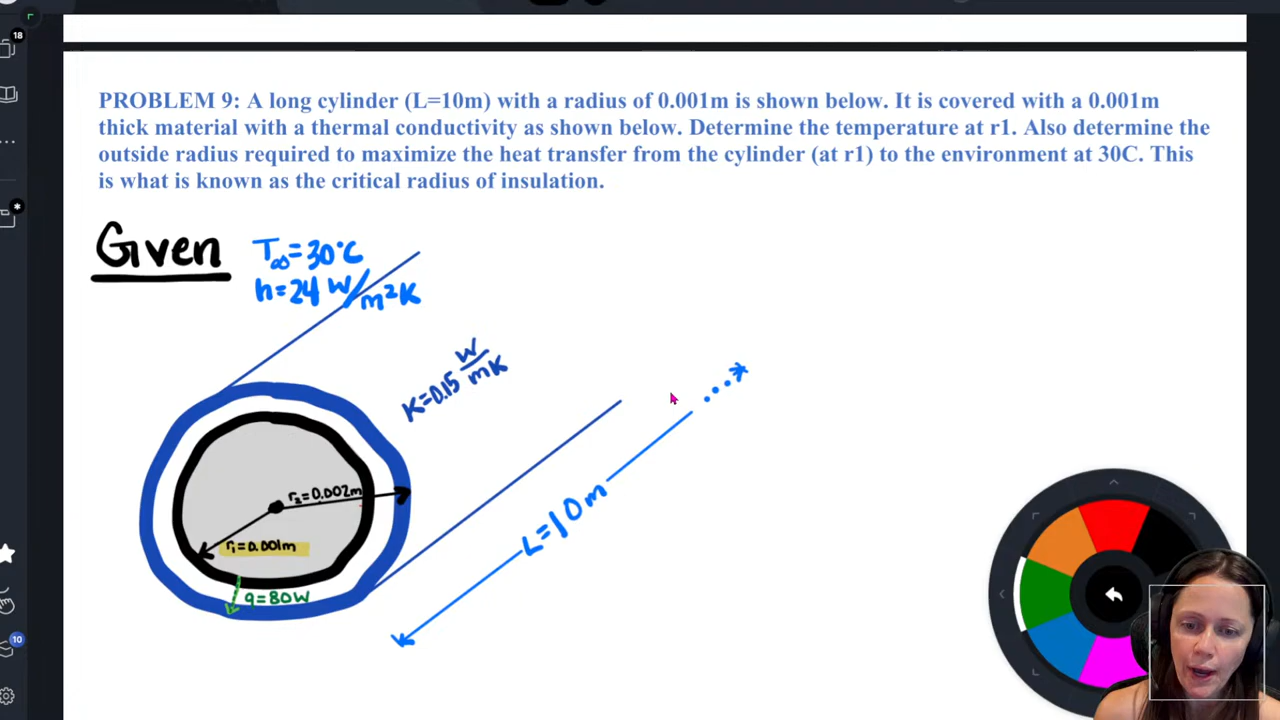 18
PROBLEM 9: A long cylinder (L=10m) with a radius of 0.001m is shown below. It is covered with a 0.001m
thick material with a thermal conductivity as shown below. Determine the temperature at r1. Also determine the
outside radius required to maximize the heat transfer from the cylinder (at r1) to the environment at 30C. This
is what is known as the critical radius of insulation.
Given
T∞=30°C
h=24 W/m²K
K=0.15 W/mK
r₂=0.002m
r₁=0.001m
q=80W
L=10m
10